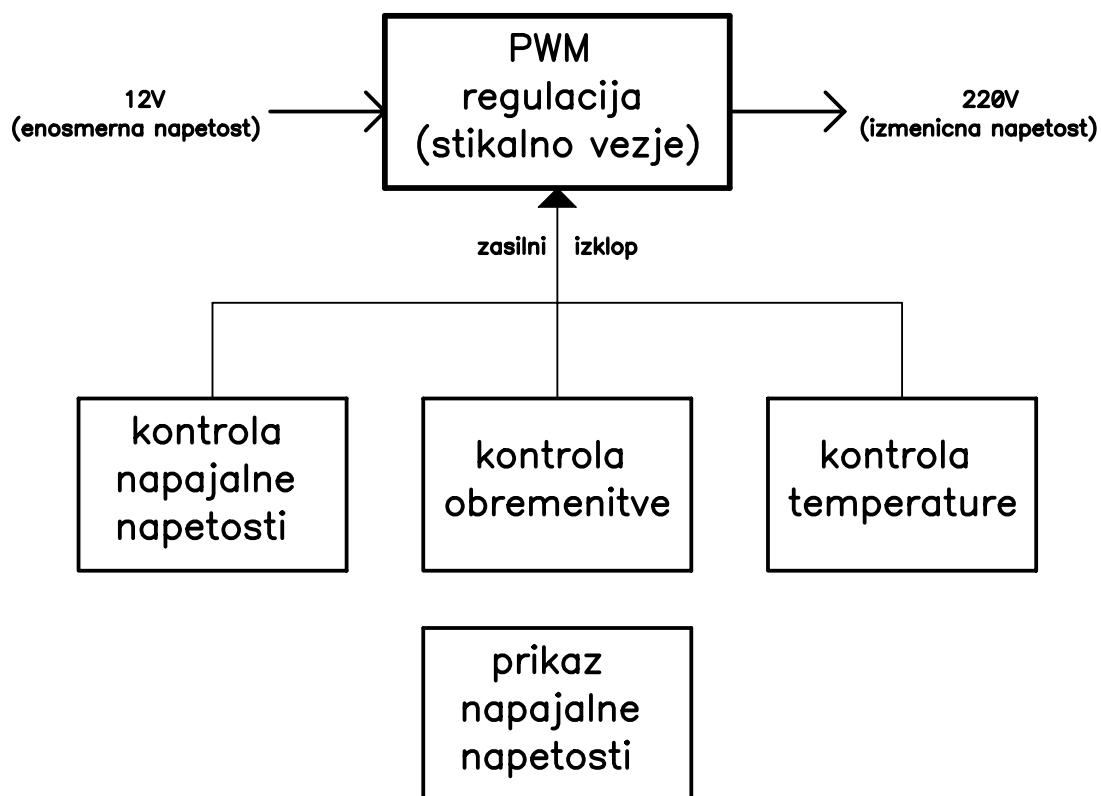 PWM
regulacija
(stikalno vezje)
12V
(enosmerna napetost)
220V
(izmenicna napetost)
zasilni izklop
kontrola
napajalne
napetosti
kontrola
obremenitve
kontrola
temperature
prikaz
napajalne
napetosti